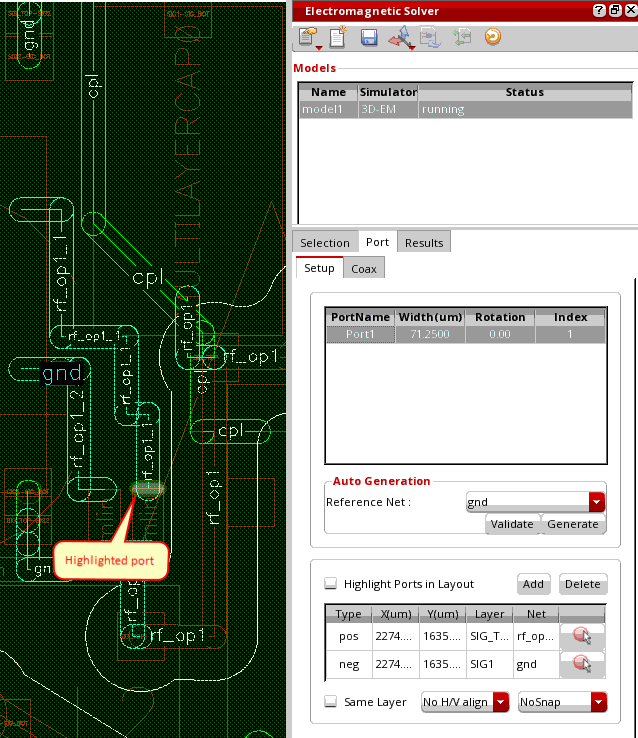 Electromagnetic Solver
Models
Name Simulator Status
model1 3D-EM running
Selection Port Results
Setup Coax
PortName Width(um) Rotation Index
Port1 71.2500 0.00 1
Auto Generation
Reference Net : gnd
Validate Generate
Highlight Ports in Layout Add Delete
Type X(um) Y(um) Layer Net
pos 2274.... 1635.... SIG_T... rf_op...
neg 2274.... 1635.... SIG1 gnd
Same Layer No H/V align NoSnap
gnd
cpl
cpl
rf_op1_1
rf_op1_1
rf_op1
rf_op1
cpl
gnd
rf_op1_1
rf_op1_2
cpl
rf_op1_1
rf_op1
Highlighted port
gn
rf_op1